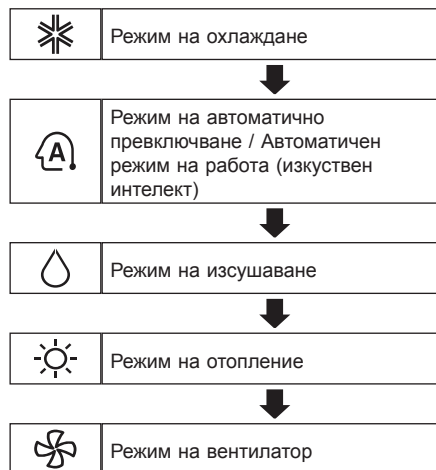 Режим на охлаждане
A
Режим на автоматично
превключване / Автоматичен
режим на работа (изкуствен
интелект)
Режим на изсушаване
Режим на отопление
Режим на вентилатор